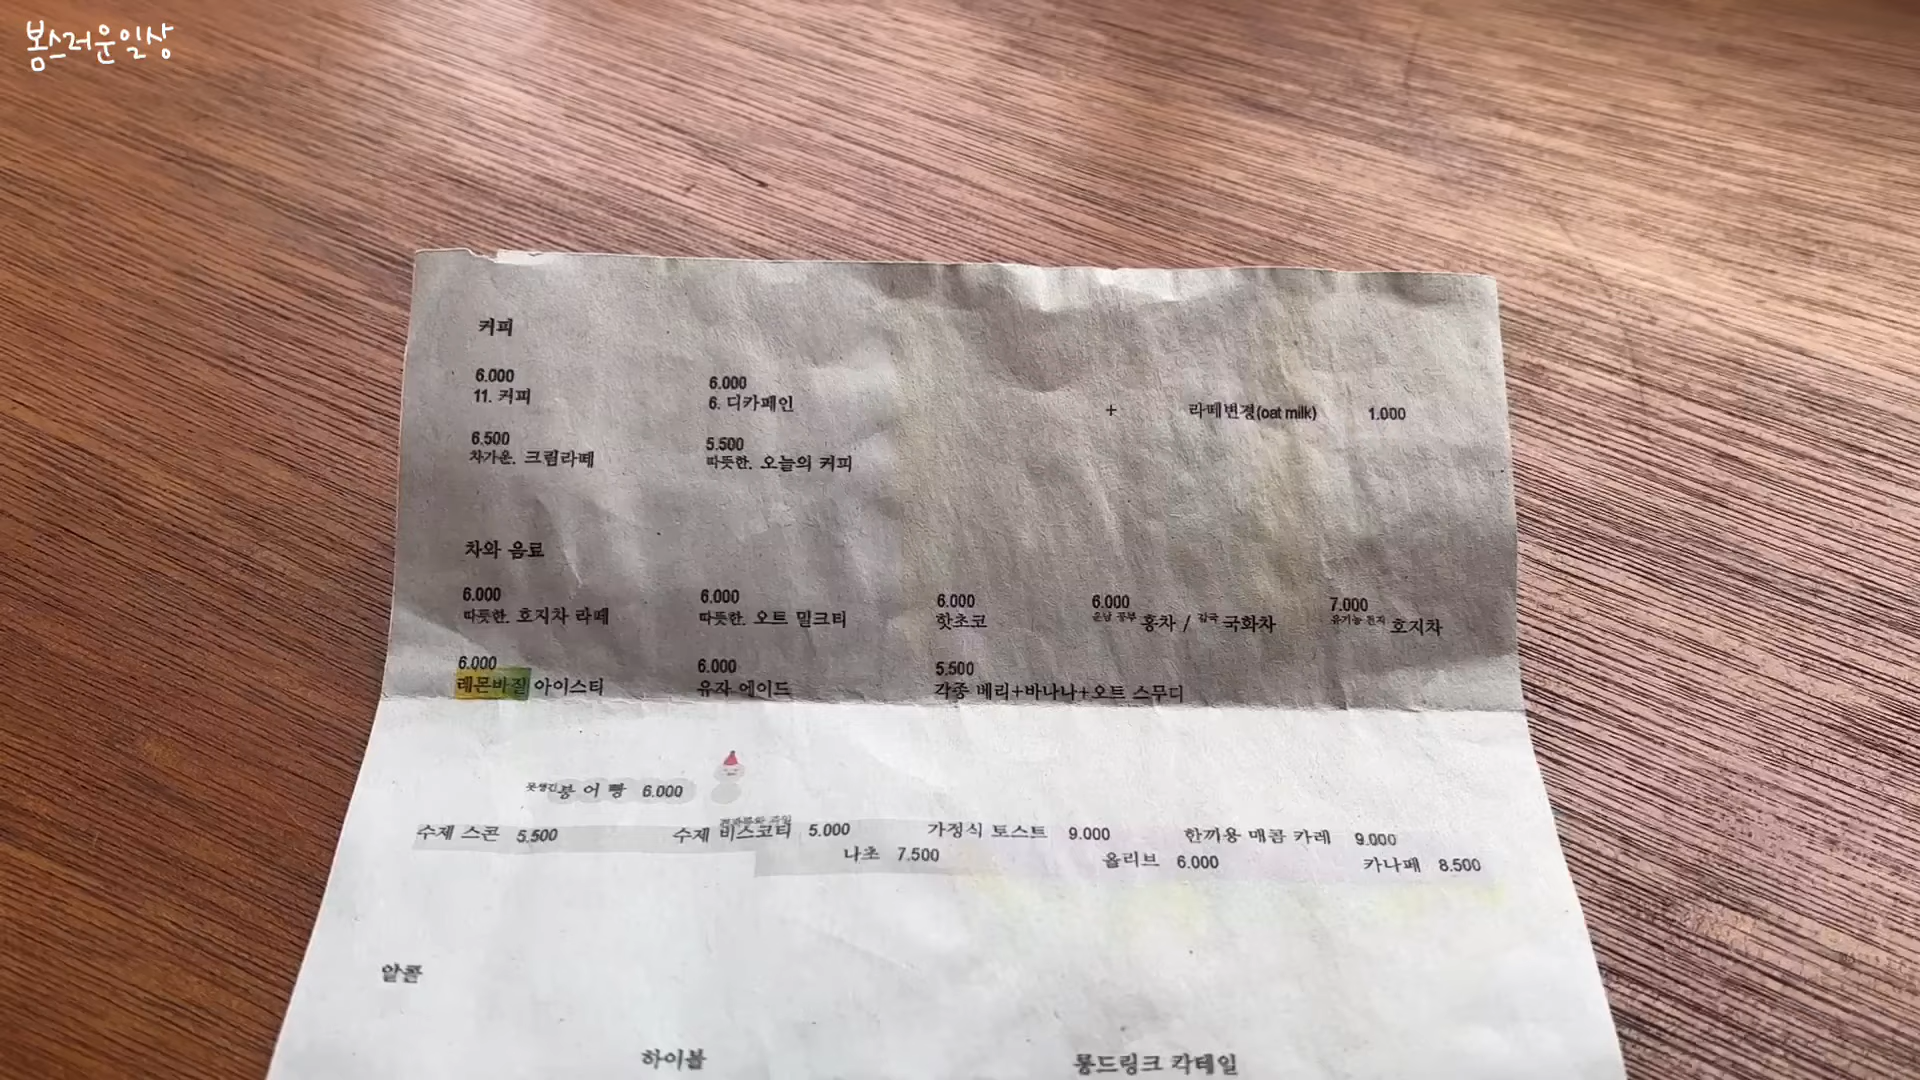 봄스러운일상
커피
6.000 6.000
11. 커피 6. 디카페인 + 라떼변경(oat milk) 1.000
6.500 5.500
차가운. 크림라떼 따뜻한. 오늘의 커피
차와 음료
6.000 6.000 6.000 6.000 7.000
따뜻한. 호지차 라떼 따뜻한. 오트 밀크티 핫초코 운남 홍차 / 국화차 유기농 호지차
6.000 6.000 5.500
레몬바질 아이스티 유자 에이드 각종 베리+바나나+오트 스무디
못생긴 붕 어 빵 6.000
수제 스콘 5.500 수제 비스코티 5.000 가정식 토스트 9.000 한끼용 매콤 카레 9.000
나초 7.500 올리브 6.000 카나페 8.500
알콜
하이볼 롱드링크 칵테일